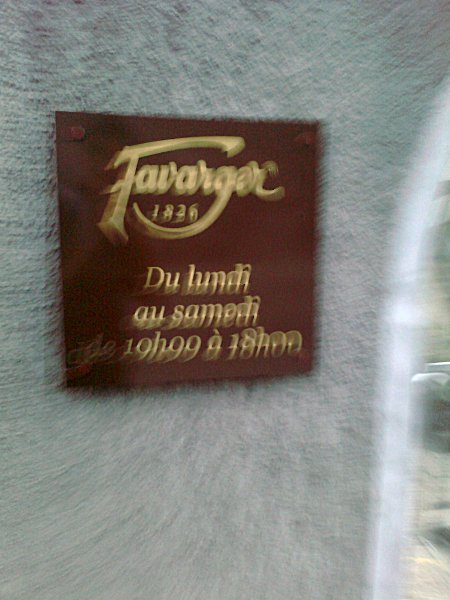 Favarger
1826
Du lundi
au samedi
à 18h00